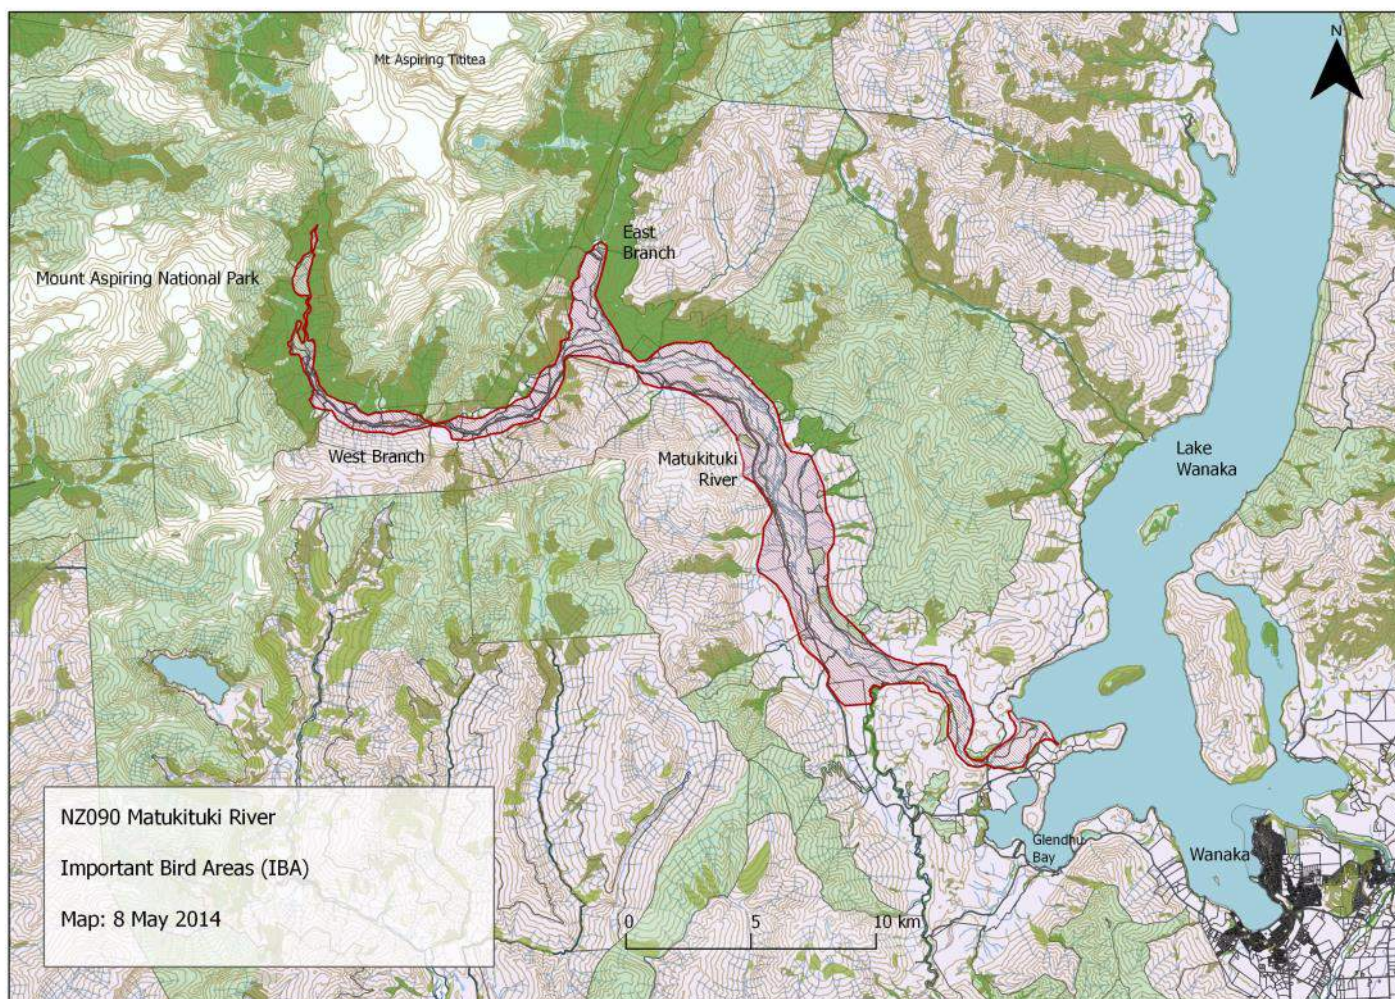 N
Mt Aspiring Tititea
East
Branch
Mount Aspiring National Park
Lake
Wanaka
West Branch
Matukituki
River
NZ090 Matukituki River
Important Bird Areas (IBA)
Map: 8 May 2014
Glendhu
Bay
Wanaka
0 5 10 km